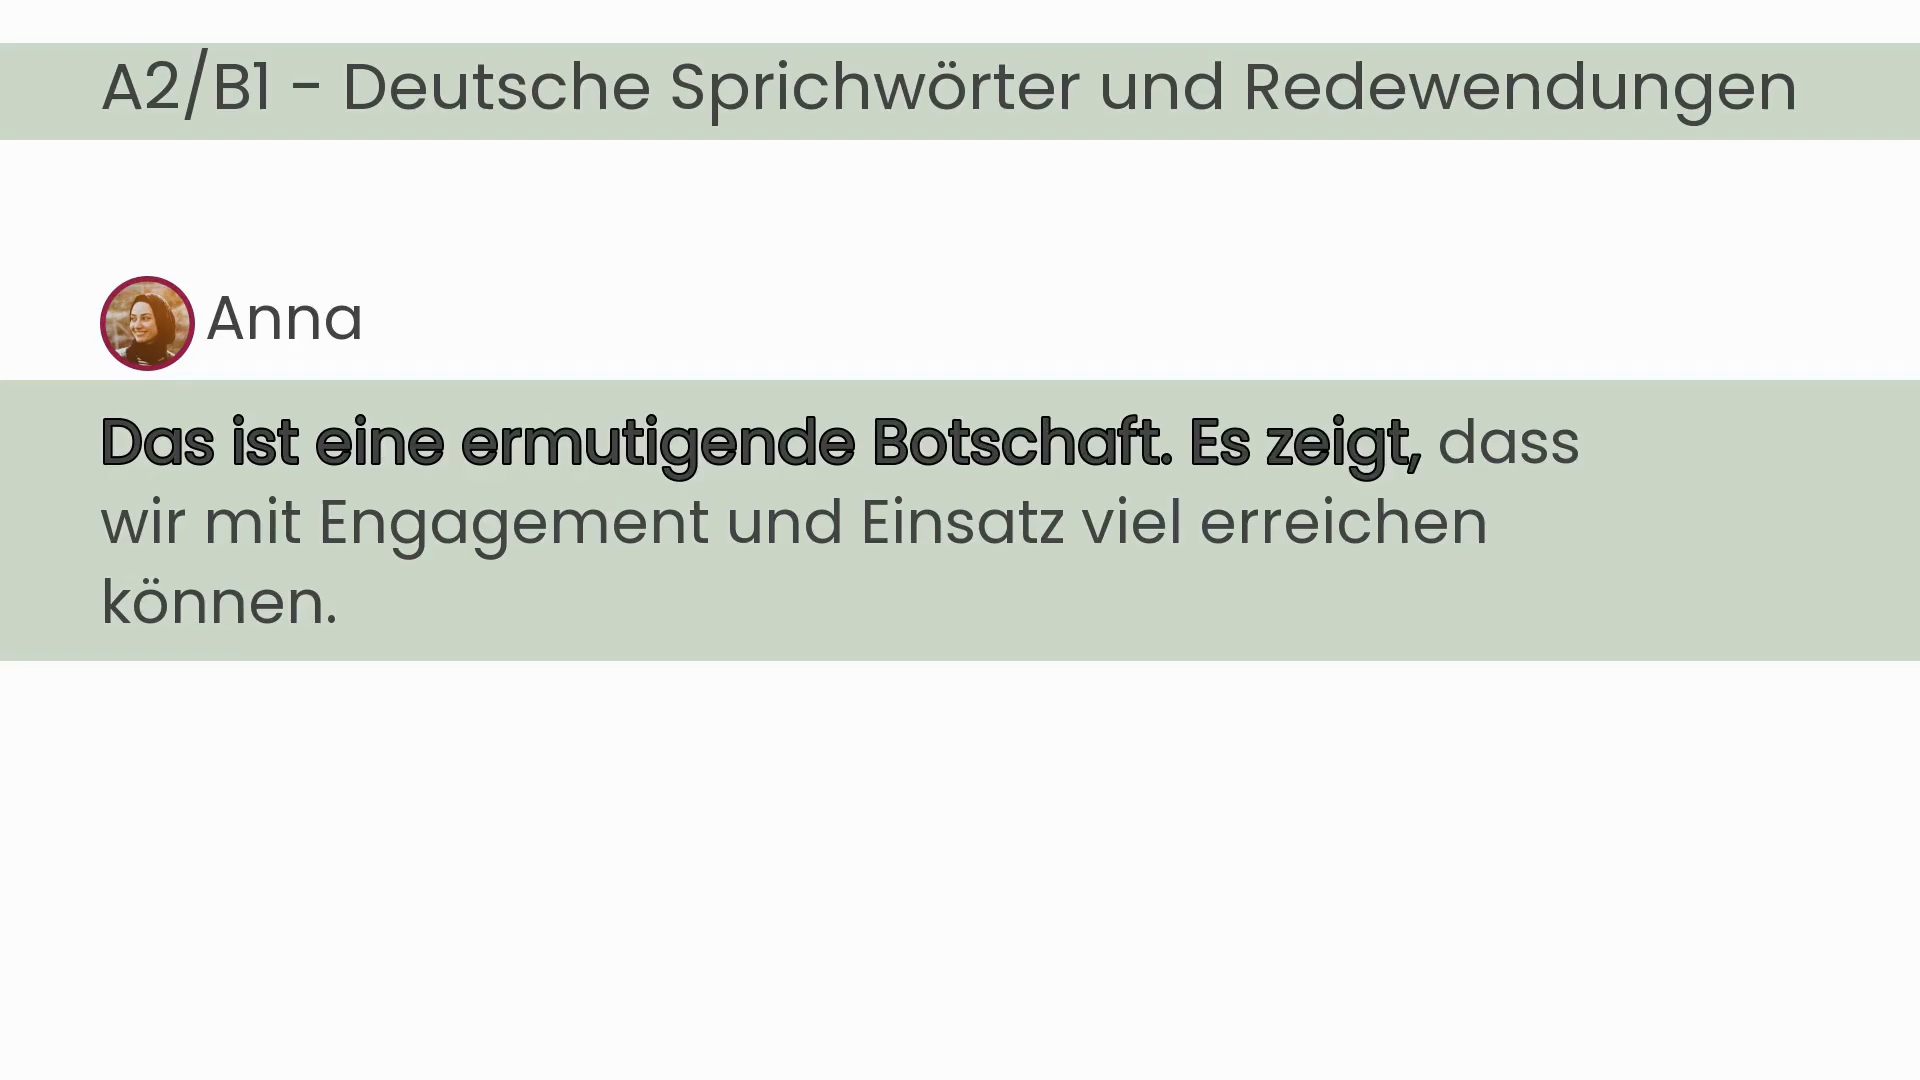 A2/B1 - Deutsche Sprichwörter und Redewendungen
Anna
Das ist eine ermutigende Botschaft. Es zeigt, dass
wir mit Engagement und Einsatz viel erreichen
können.